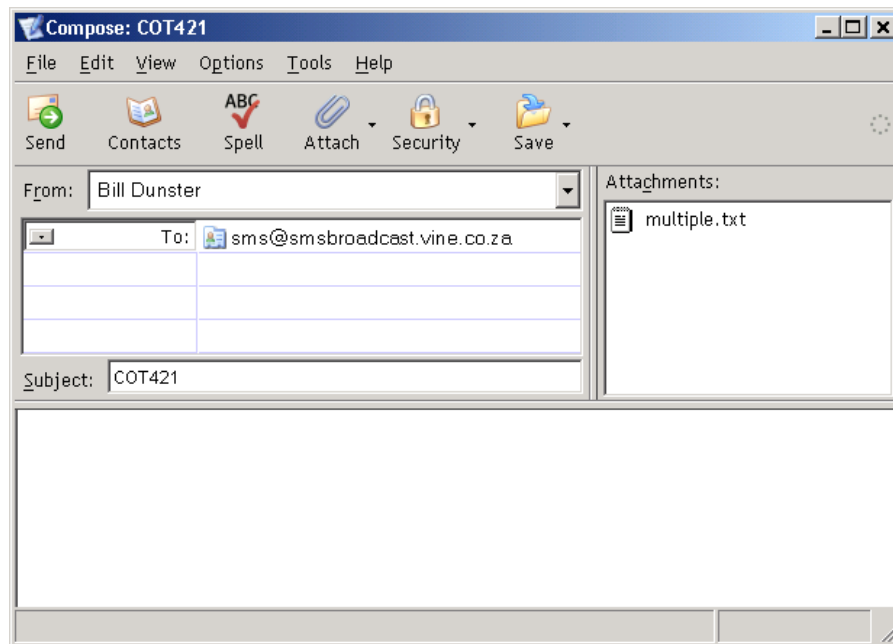 Compose: COT421
File Edit View Options Tools Help
ABC
Send Contacts Spell Attach Security Save
From: Bill Dunster
Attachments:
To: sms@smsbroadcast.vine.co.za
multiple.txt
Subject: COT421